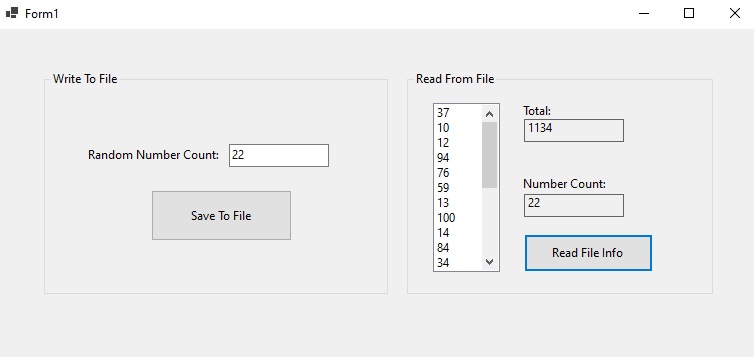 Form1
Write To File
Random Number Count: 22
Save To File
Read From File
37
10
12
94
76
59
13
100
14
84
34
Total:
1134
Number Count:
22
Read File Info